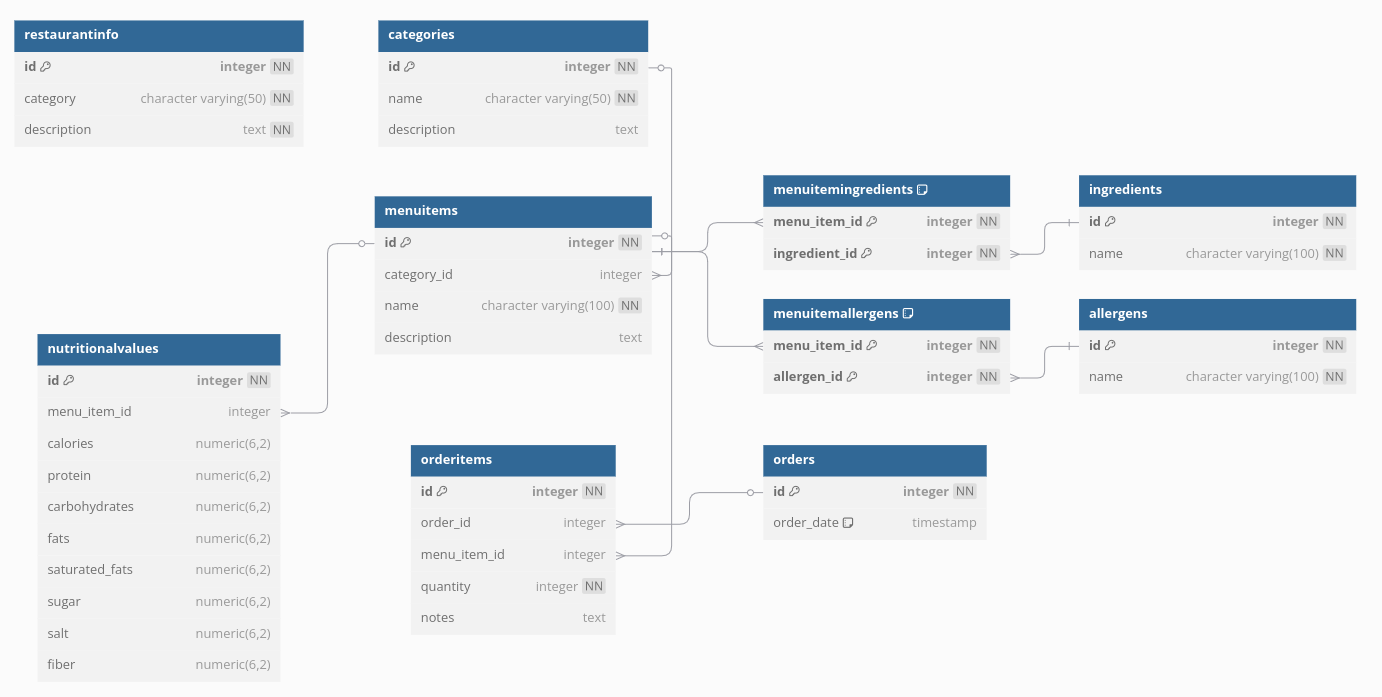 restaurantinfo
id integer NN
category character varying(50) NN
description text NN
categories
id integer NN
name character varying(50) NN
description text
menuitems
id integer NN
category_id integer
name character varying(100) NN
description text
menuitemingredients
menu_item_id integer NN
ingredient_id integer NN
ingredients
id integer NN
name character varying(100) NN
menuitemallergens
menu_item_id integer NN
allergen_id integer NN
allergens
id integer NN
name character varying(100) NN
nutritionalvalues
id integer NN
menu_item_id integer
calories numeric(6,2)
protein numeric(6,2)
carbohydrates numeric(6,2)
fats numeric(6,2)
saturated_fats numeric(6,2)
sugar numeric(6,2)
salt numeric(6,2)
fiber numeric(6,2)
orderitems
id integer NN
order_id integer
menu_item_id integer
quantity integer NN
notes text
orders
id integer NN
order_date timestamp